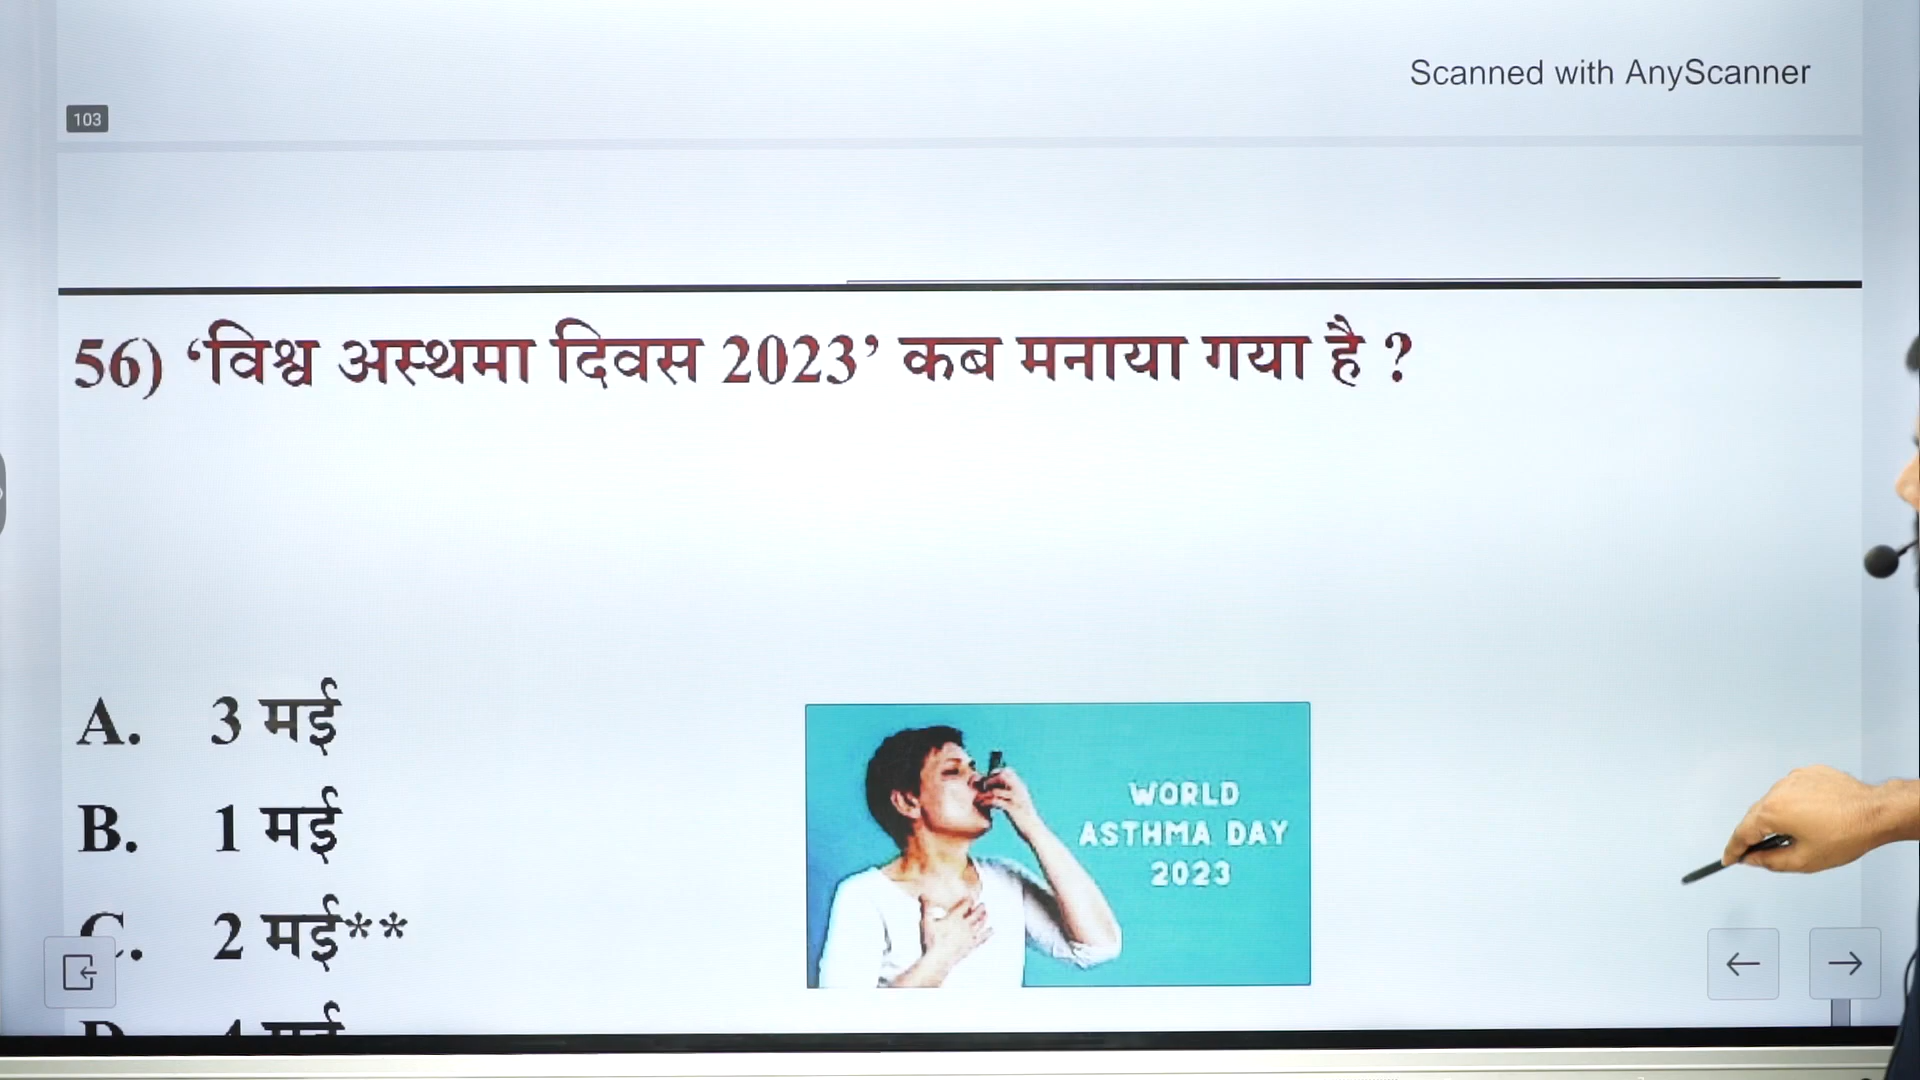 Scanned with AnyScanner
103
56) ‘विश्व अस्थमा दिवस 2023’ कब मनाया गया है ?
A. 3 मई
B. 1 मई
WORLD
ASTHMA DAY
2023
C. 2 मई**